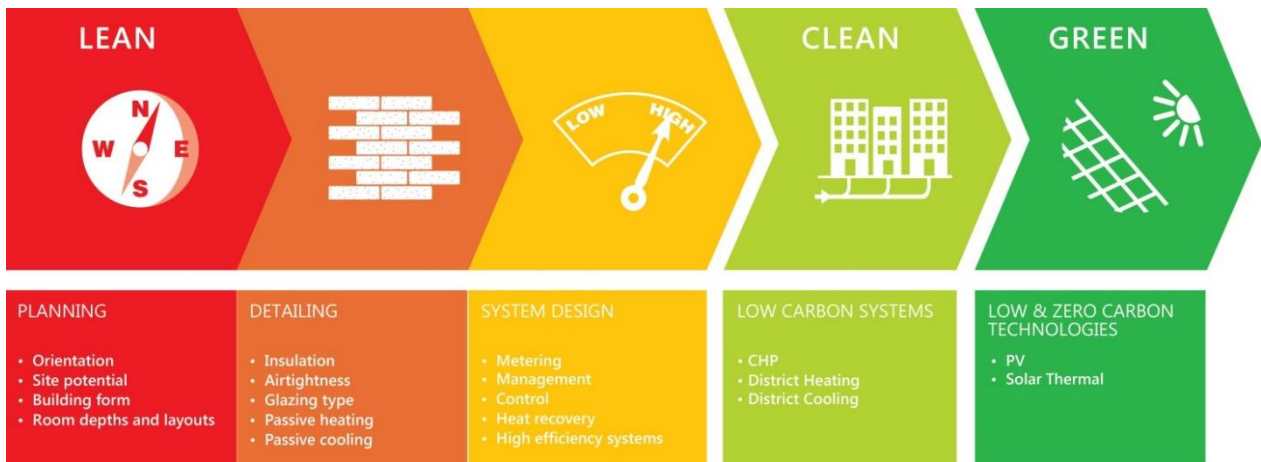 LEAN
CLEAN
GREEN
N
W E
S
LOW HIGH
PLANNING
• Orientation
• Site potential
• Building form
• Room depths and layouts
DETAILING
• Insulation
• Airtightness
• Glazing type
• Passive heating
• Passive cooling
SYSTEM DESIGN
• Metering
• Management
• Control
• Heat recovery
• High efficiency systems
LOW CARBON SYSTEMS
• CHP
• District Heating
• District Cooling
LOW & ZERO CARBON
TECHNOLOGIES
• PV
• Solar Thermal